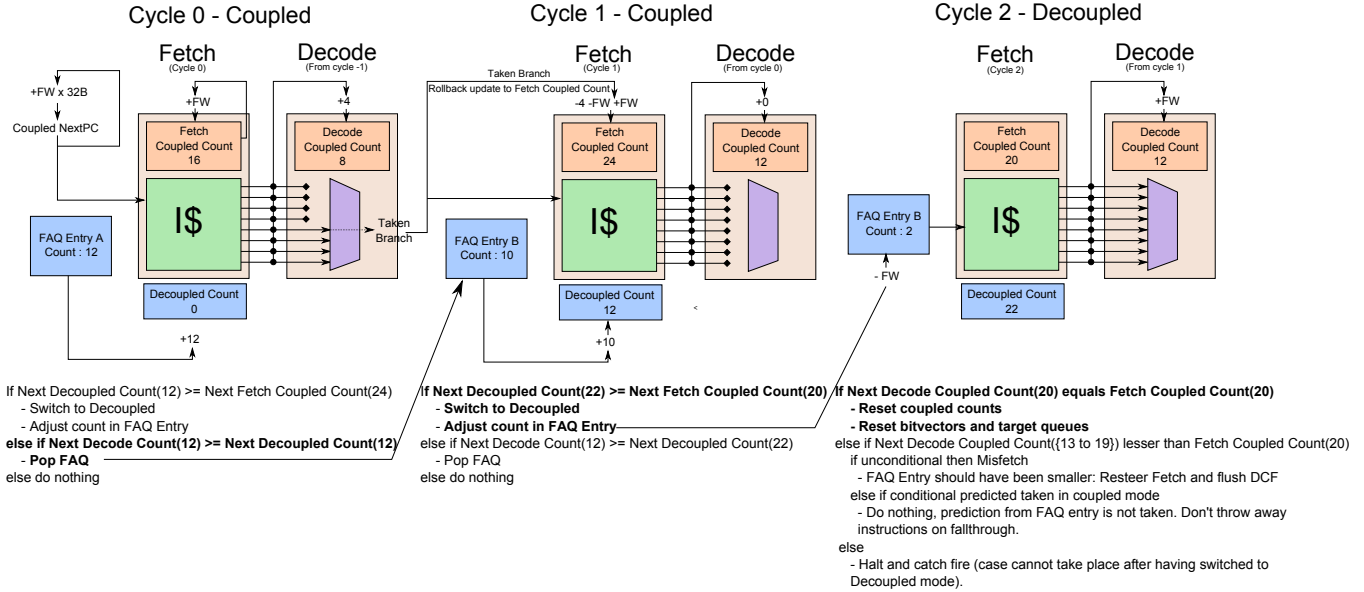 Cycle 0 - Coupled
Fetch
(Cycle 0)
Decode
(From cycle -1)
+FW x 32B
Coupled NextPC
+FW
+4
Fetch
Coupled Count
16
Decode
Coupled Count
8
I$
Taken
Branch
FAQ Entry A
Count : 12
Decoupled Count
0
+12
If Next Decoupled Count(12) >= Next Fetch Coupled Count(24)
- Switch to Decoupled
- Adjust count in FAQ Entry
else if Next Decode Count(12) >= Next Decoupled Count(12)
- Pop FAQ
else do nothing
Cycle 1 - Coupled
Fetch
(Cycle 1)
Decode
(From cycle 0)
Taken Branch
Rollback update to Fetch Coupled Count
-4 -FW +FW
+0
Fetch
Coupled Count
24
Decode
Coupled Count
12
I$
FAQ Entry B
Count : 10
Decoupled Count
12
<
+10
If Next Decoupled Count(22) >= Next Fetch Coupled Count(20)
- Switch to Decoupled
- Adjust count in FAQ Entry
else if Next Decode Count(12) >= Next Decoupled Count(22)
- Pop FAQ
else do nothing
Cycle 2 - Decoupled
Fetch
(Cycle 2)
Decode
(From cycle 1)
+FW
Fetch
Coupled Count
20
Decode
Coupled Count
12
I$
FAQ Entry B
Count : 2
- FW
Decoupled Count
22
If Next Decode Coupled Count(20) equals Fetch Coupled Count(20)
- Reset coupled counts
- Reset bitvectors and target queues
else if Next Decode Coupled Count({13 to 19}) lesser than Fetch Coupled Count(20)
if unconditional then Misfetch
- FAQ Entry should have been smaller: Resteer Fetch and flush DCF
else if conditional predicted taken in coupled mode
- Do nothing, prediction from FAQ entry is not taken. Don't throw away
instructions on fallthrough.
else
- Halt and catch fire (case cannot take place after having switched to
Decoupled mode).